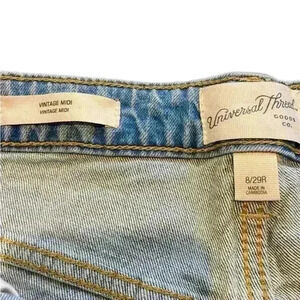 VINTAGE MIDI
VINTAGE MIDI
Universal Thread
GOODS
CO.
8/29R
MADE IN
CAMBODIA